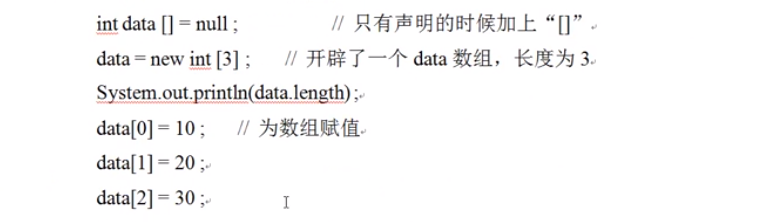 int data [] = null ; // 只有声明的时候加上“[]”
data = new int [3] ; // 开辟了一个 data 数组，长度为 3
System.out.println(data.length) ;
data[0] = 10 ; // 为数组赋值
data[1] = 20 ;
data[2] = 30 ;